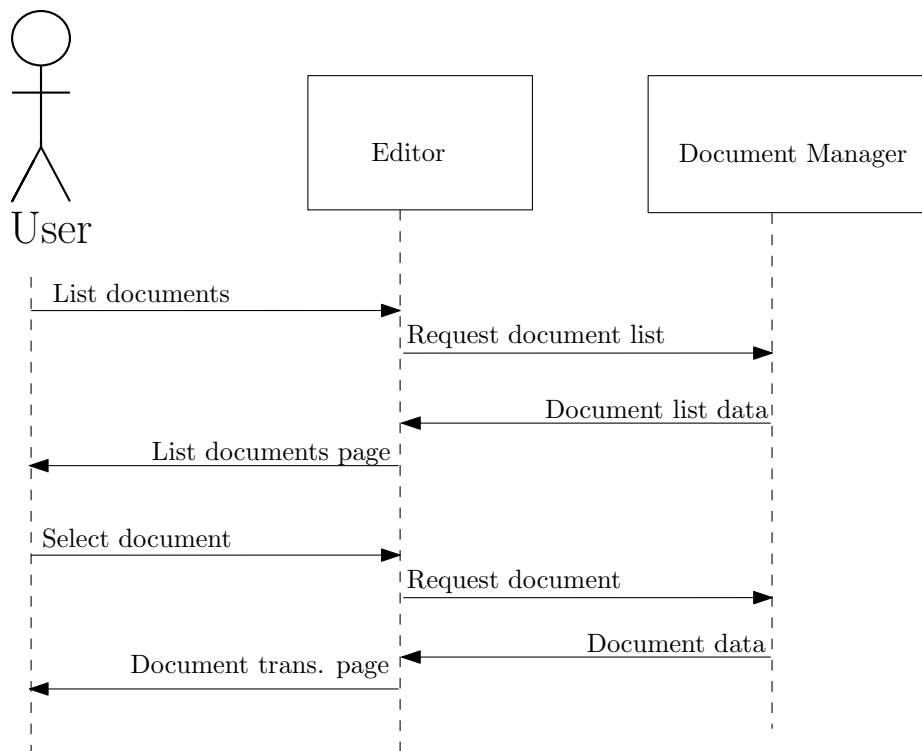 Editor
Document Manager
User
List documents
Request document list
Document list data
List documents page
Select document
Request document
Document data
Document trans. page